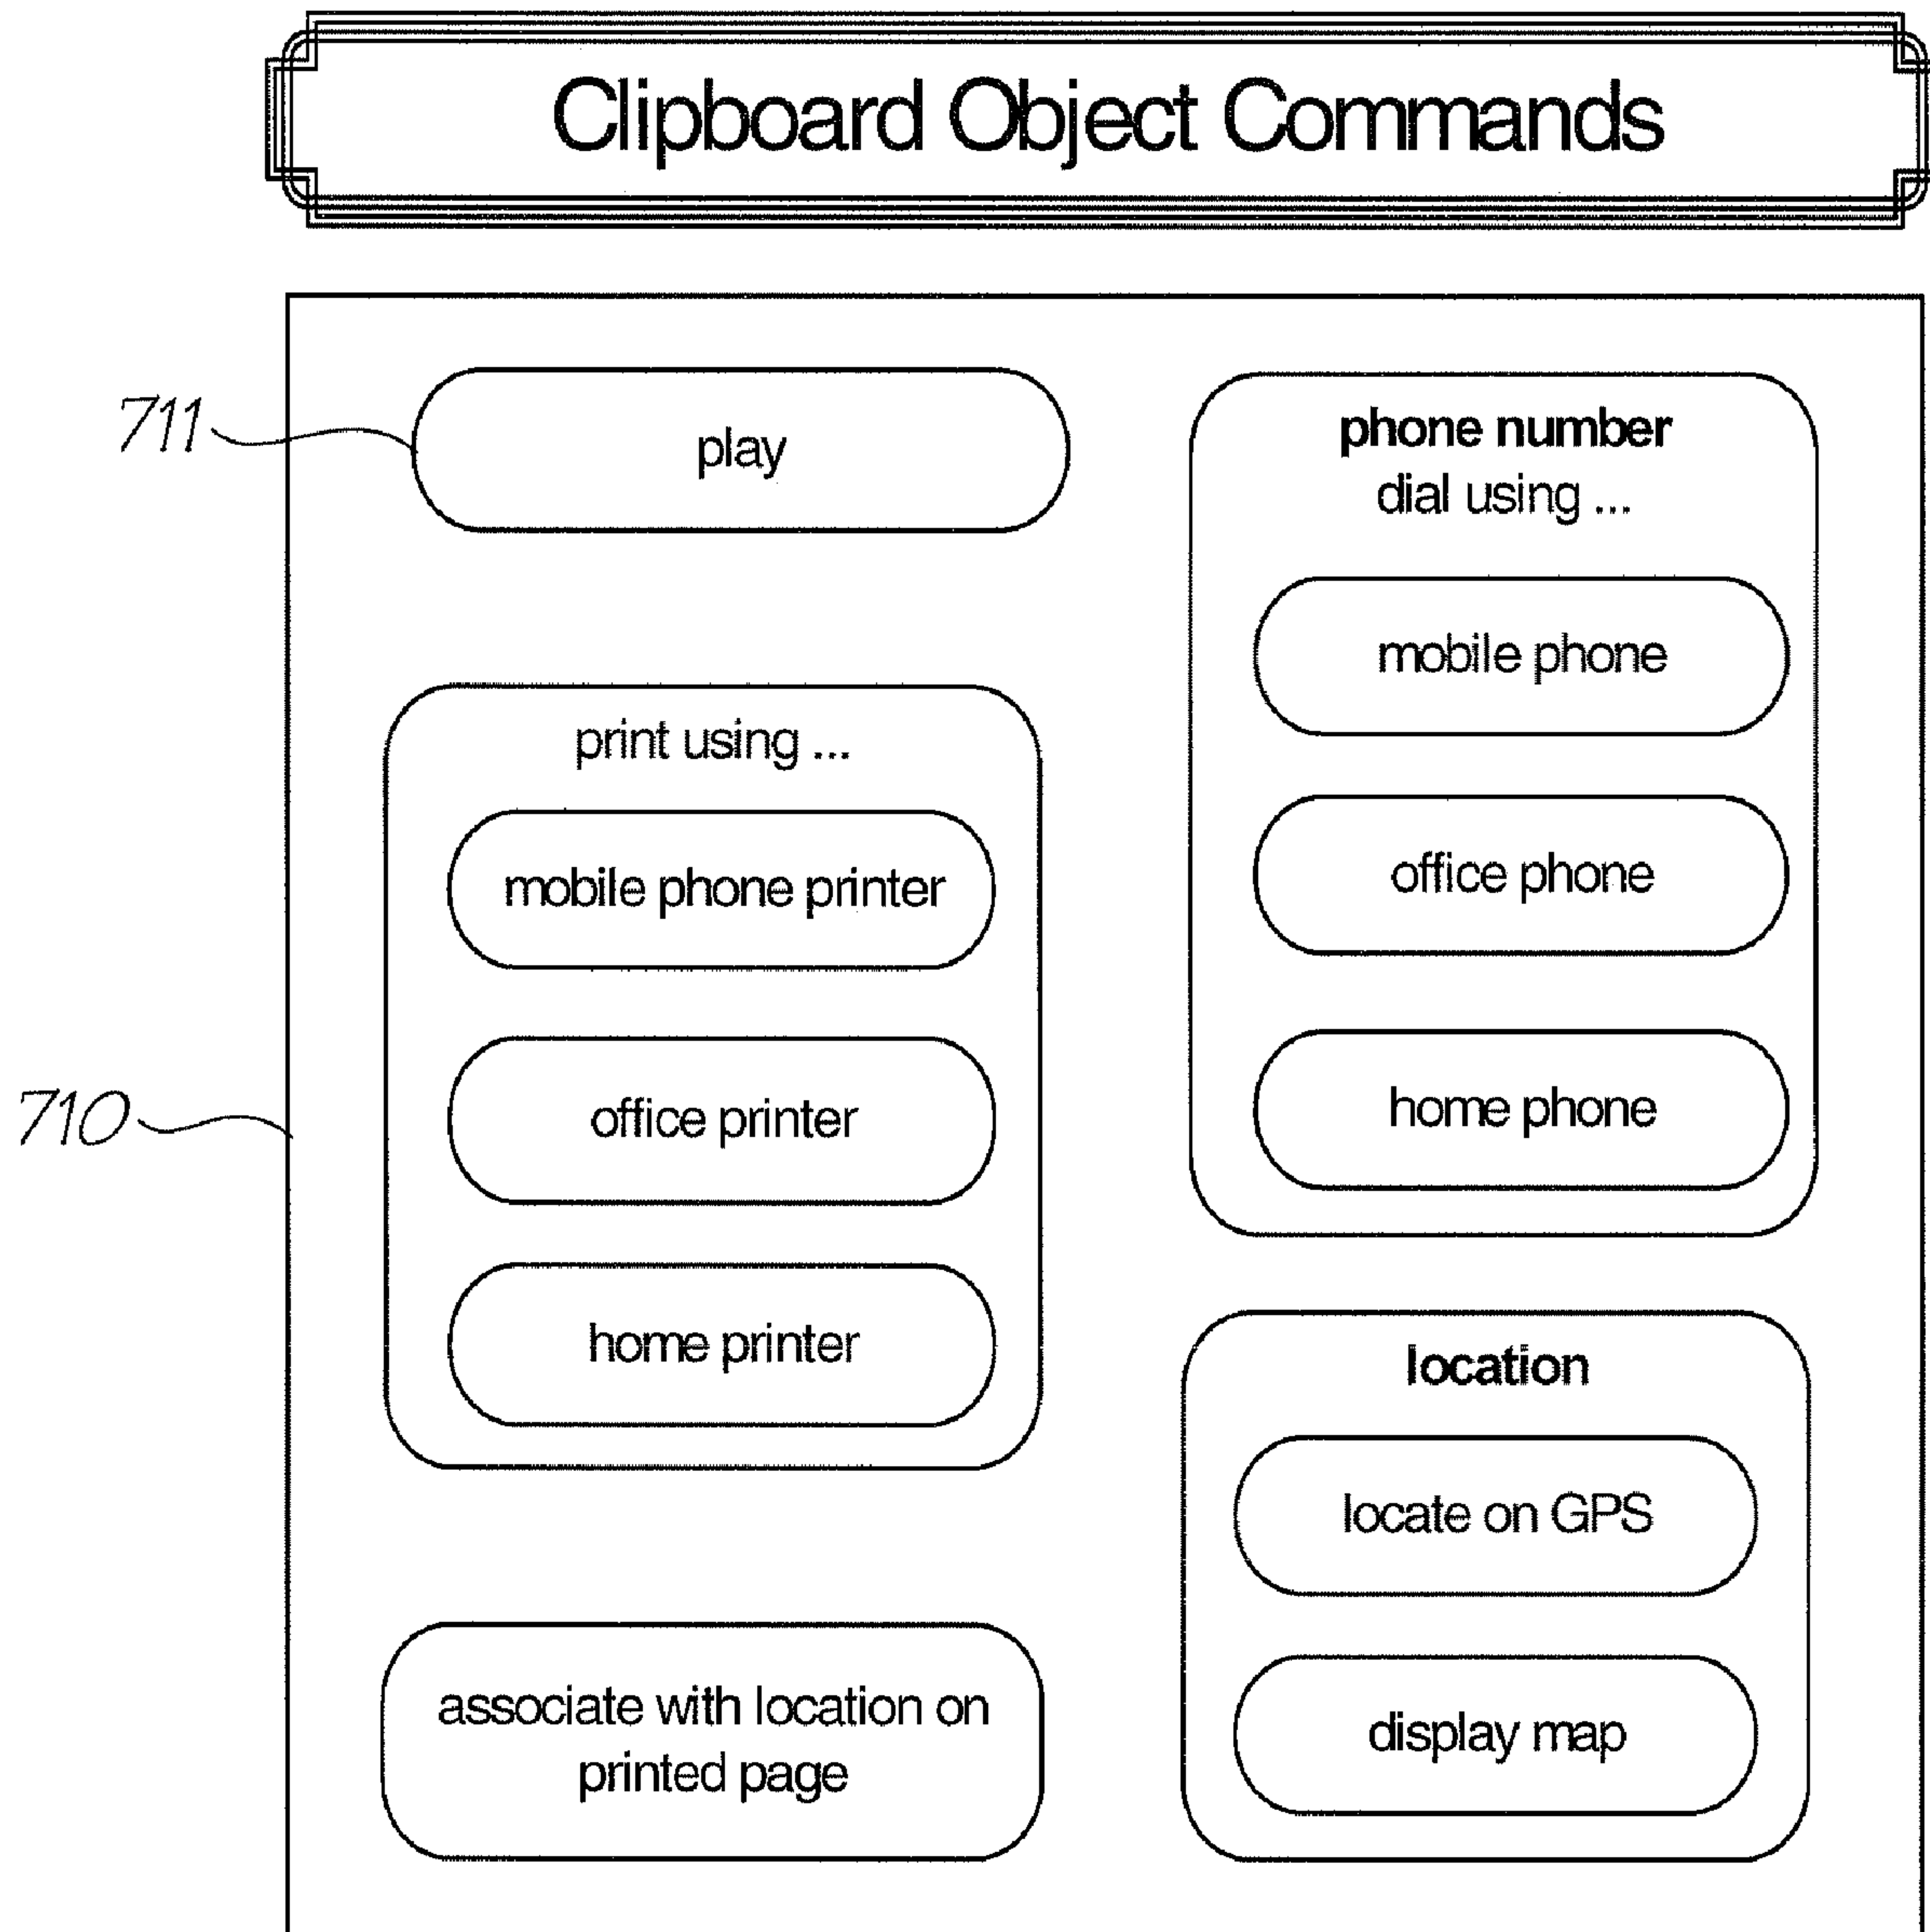 Clipboard Object Commands
711
play
print using ...
mobile phone printer
office printer
home printer
710
associate with location on
printed page
phone number
dial using ...
mobile phone
office phone
home phone
location
locate on GPS
display map